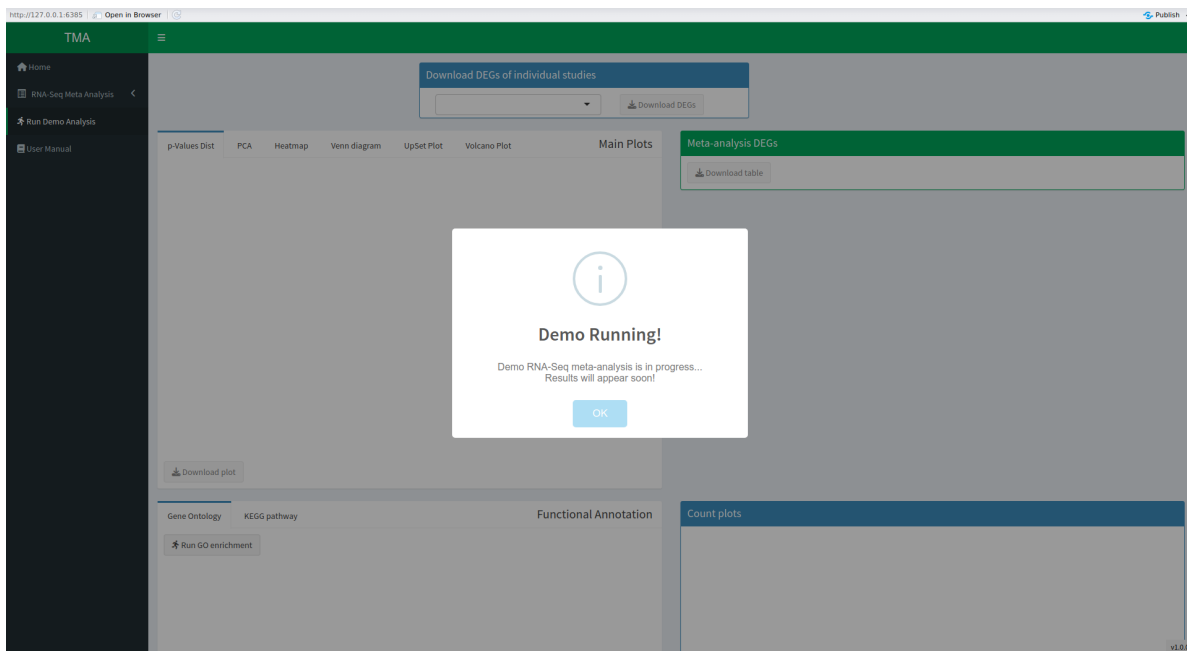 http://127.0.0.1:6385 Open in Browser Publish
TMA
Home
RNA-Seq Meta Analysis
Run Demo Analysis
User Manual
Download DEGs of individual studies
Download DEGs
p-Values Dist PCA Heatmap Venn diagram UpSet Plot Volcano Plot Main Plots
Meta-analysis DEGs
Download table
i
Demo Running!
Demo RNA-Seq meta-analysis is in progress...
Results will appear soon!
OK
Download plot
Gene Ontology KEGG pathway Functional Annotation
Run GO enrichment
Count plots